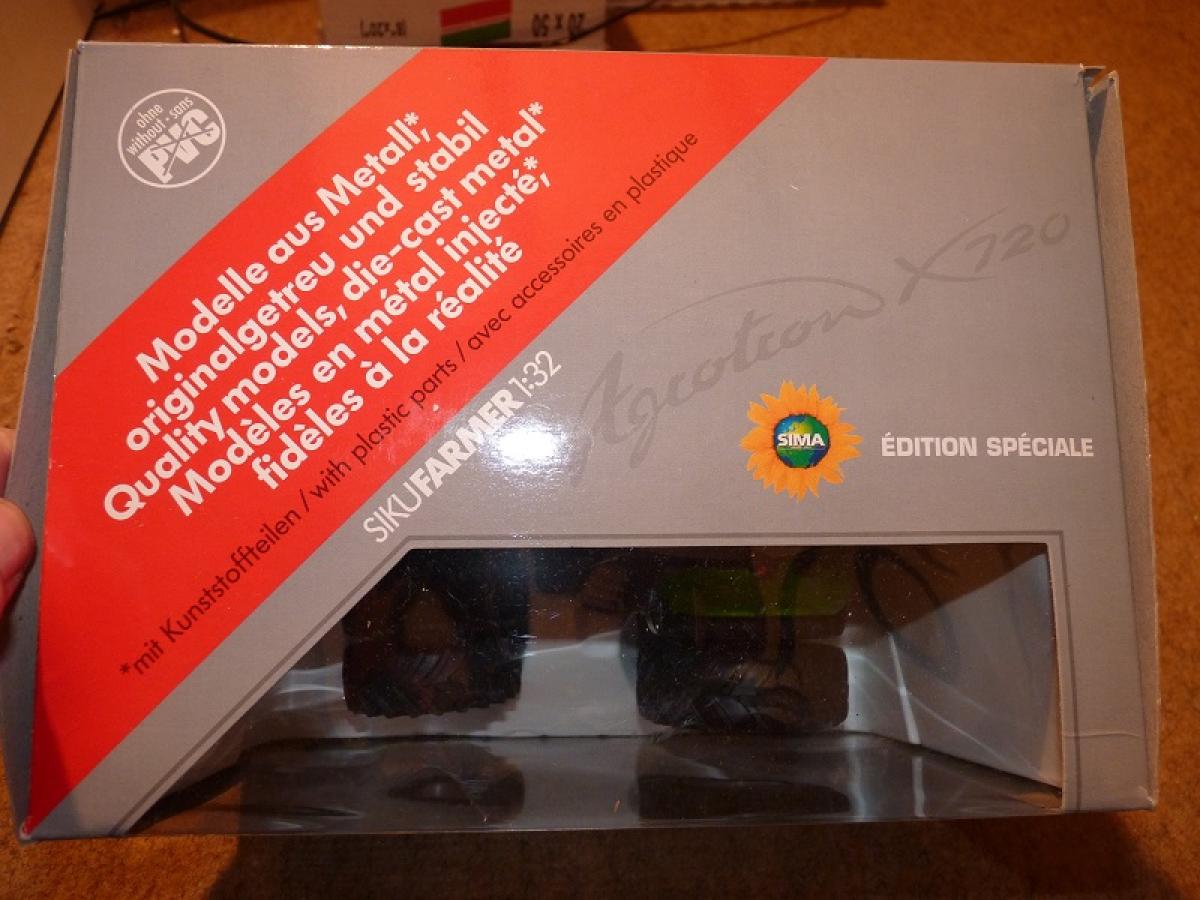 20 x 50
ohne
without · sans
PVC
Modelle aus Metall*,
originalgetreu und stabil
Quality models, die-cast metal*
Modèles en métal injecté,*
fidèles à la réalité
*mit Kunststoffteilen / with plastic parts / avec accessoires en plastique
SIKUFARMER 1:32
Agrotron X720
SIMA
ÉDITION SPÉCIALE